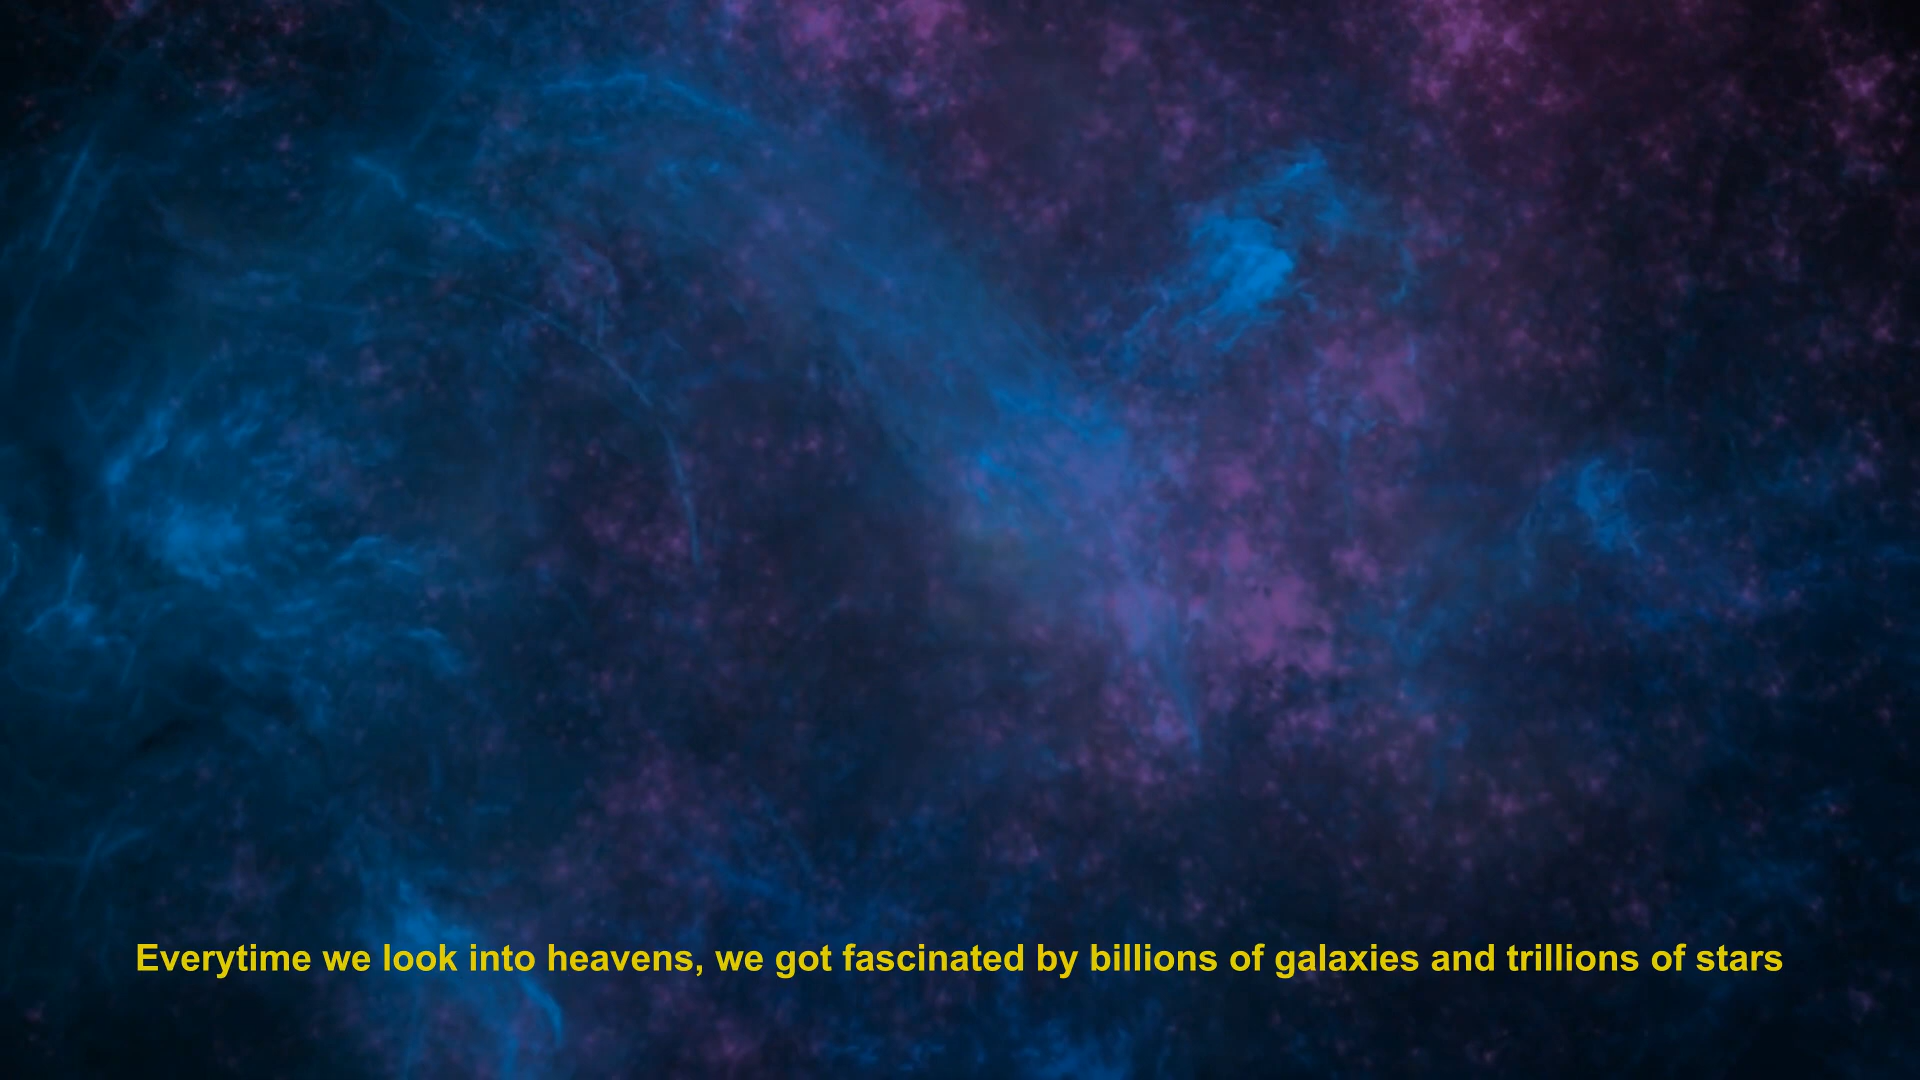 Everytime we look into heavens, we got fascinated by billions of galaxies and trillions of stars